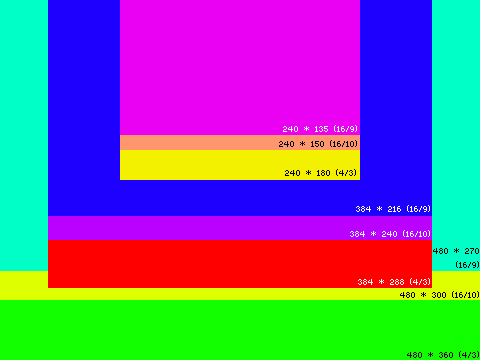 240 * 135 (16/9)
240 * 150 (16/10)
240 * 180 (4/3)
384 * 216 (16/9)
384 * 240 (16/10)
480 * 270
(16/9)
384 * 288 (4/3)
480 * 300 (16/10)
480 * 360 (4/3)